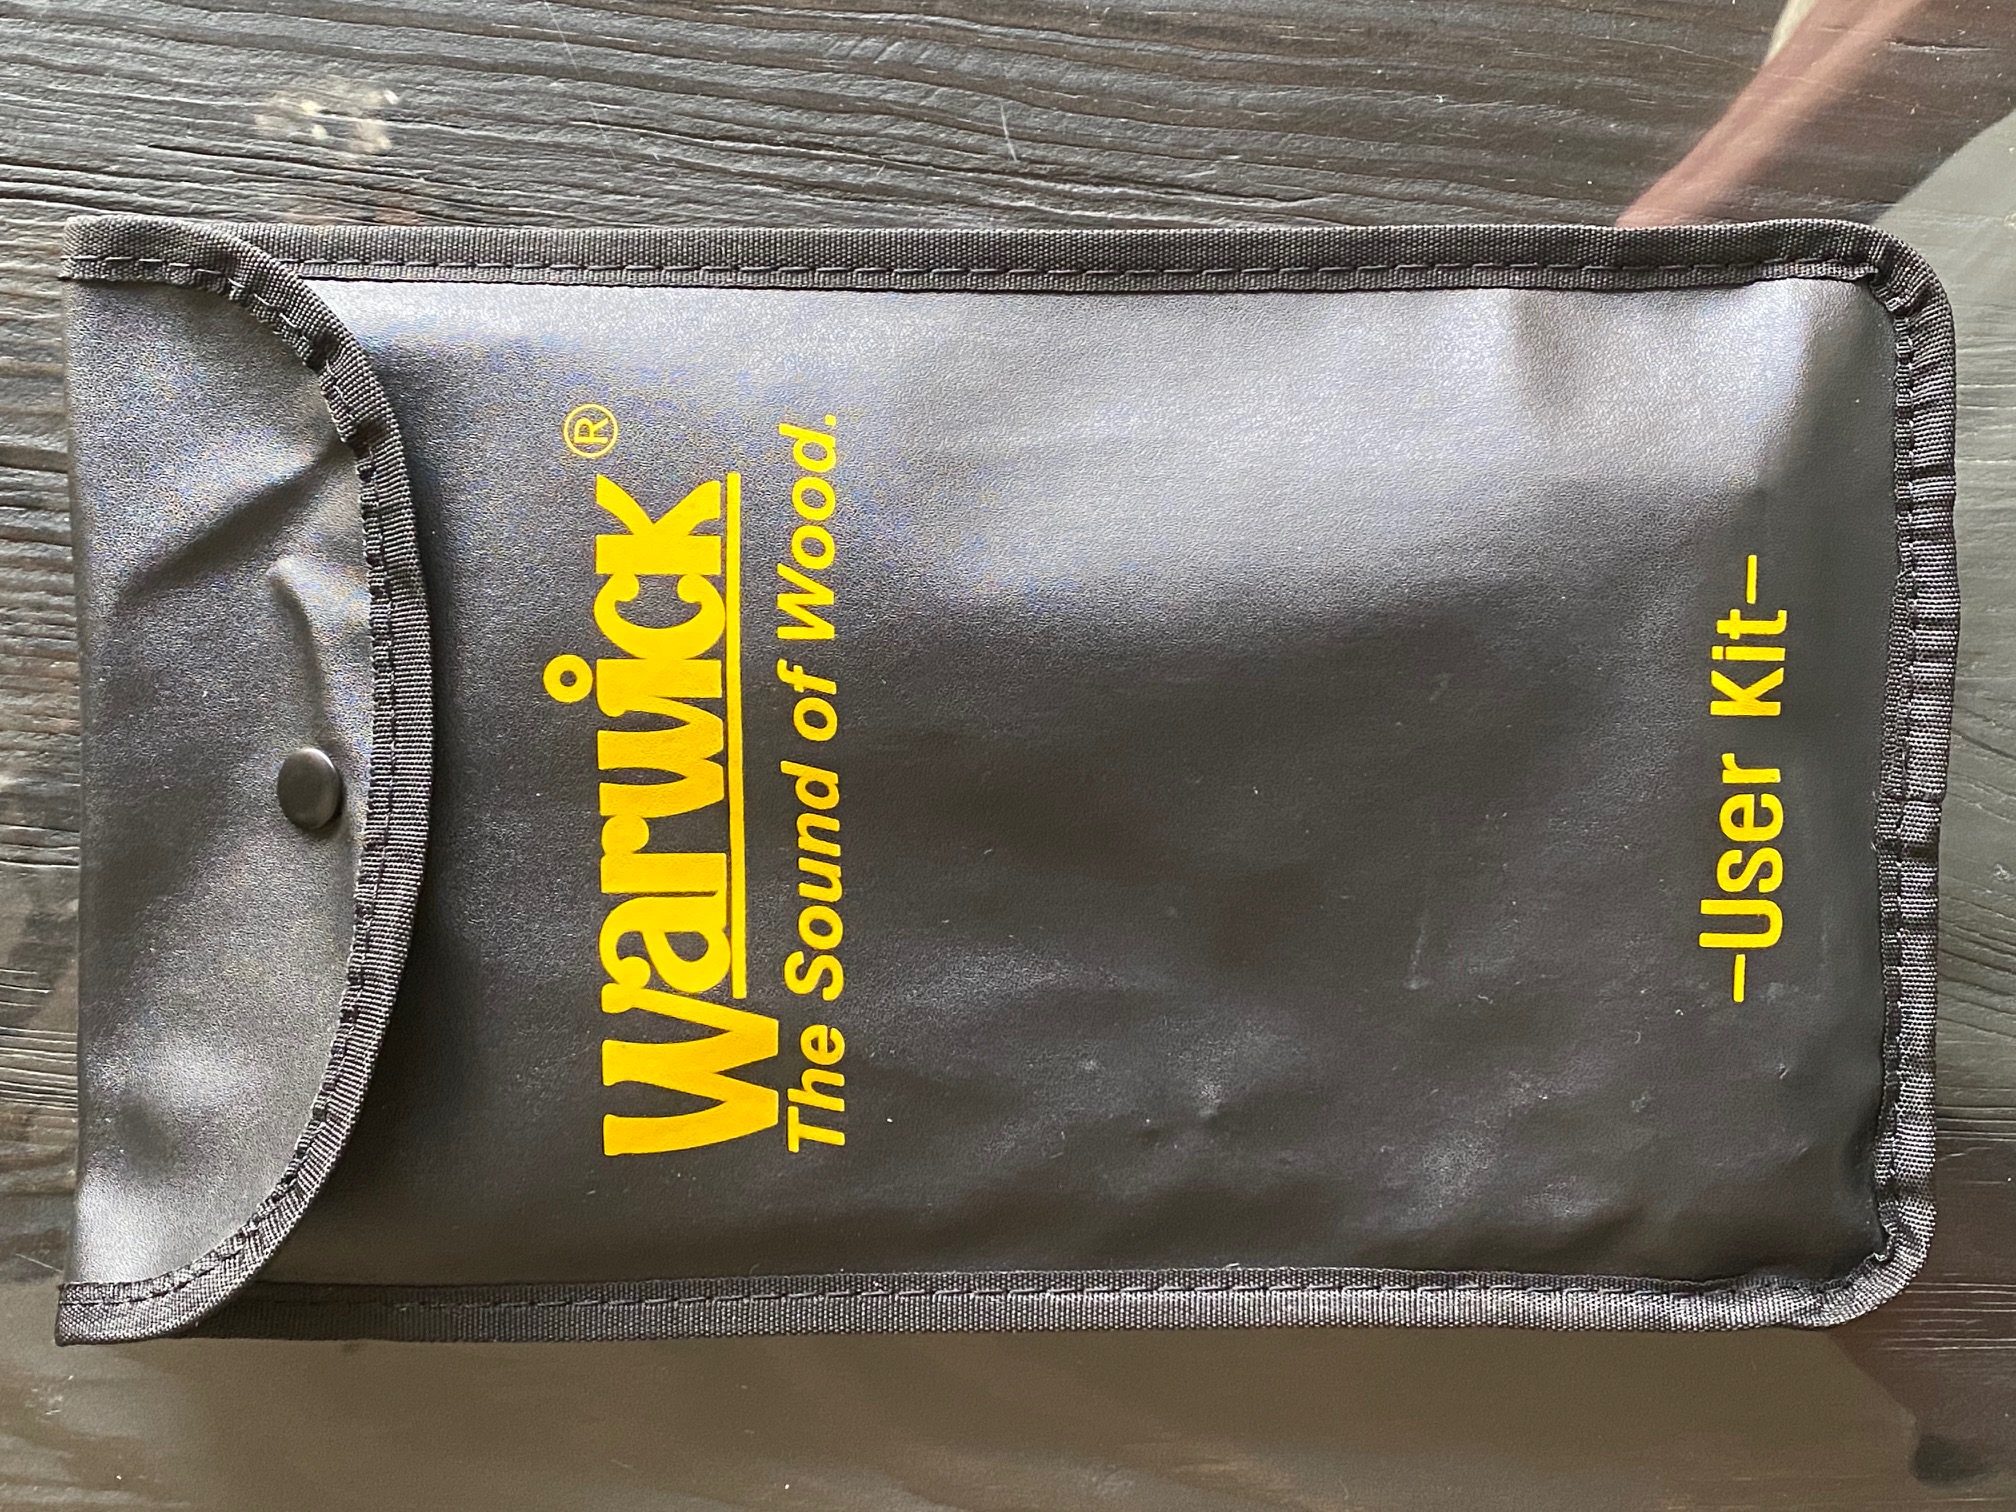 Warwick®
The Sound of Wood.
-User Kit-